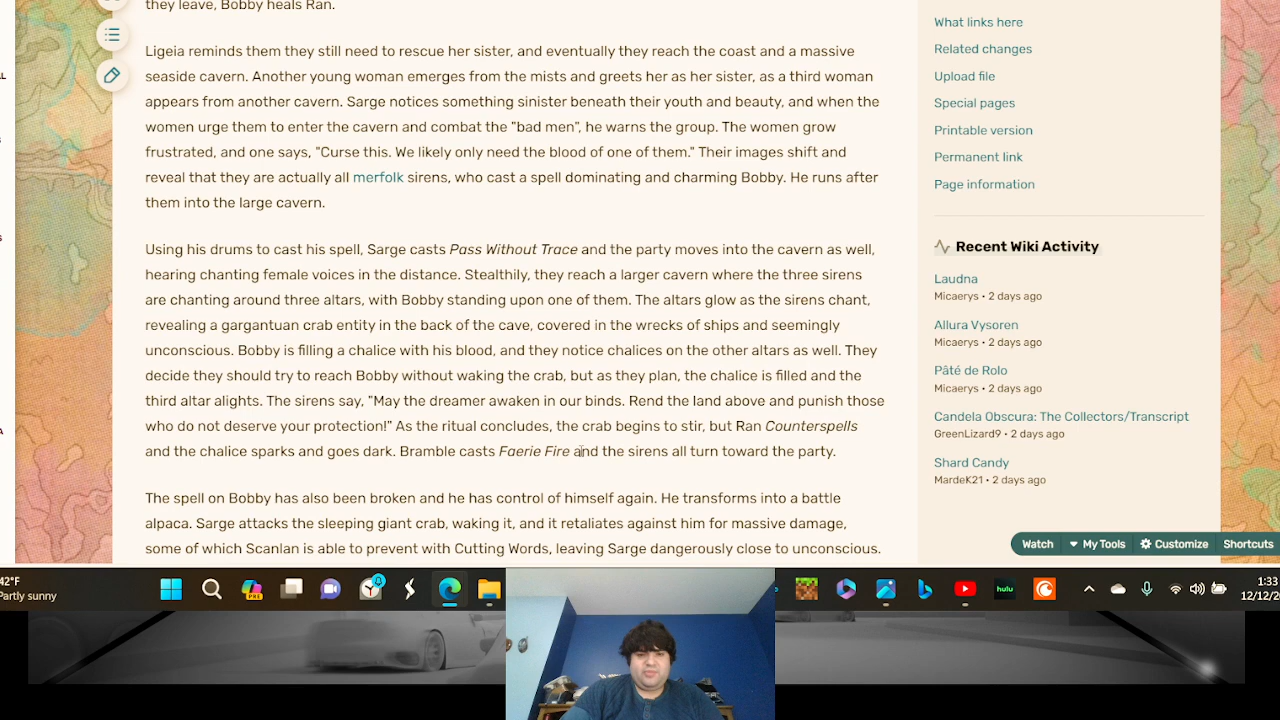 they leave, Bobby heals Ran.
Ligeia reminds them they still need to rescue her sister, and eventually they reach the coast and a massive
seaside cavern. Another young woman emerges from the mists and greets her as her sister, as a third woman
appears from another cavern. Sarge notices something sinister beneath their youth and beauty, and when the
women urge them to enter the cavern and combat the "bad men", he warns the group. The women grow
frustrated, and one says, "Curse this. We likely only need the blood of one of them." Their images shift and
reveal that they are actually all merfolk sirens, who cast a spell dominating and charming Bobby. He runs after
them into the large cavern.
Using his drums to cast his spell, Sarge casts Pass Without Trace and the party moves into the cavern as well,
hearing chanting female voices in the distance. Stealthily, they reach a larger cavern where the three sirens
are chanting around three altars, with Bobby standing upon one of them. The altars glow as the sirens chant,
revealing a gargantuan crab entity in the back of the cave, covered in the wrecks of ships and seemingly
unconscious. Bobby is filling a chalice with his blood, and they notice chalices on the other altars as well. They
decide they should try to reach Bobby without waking the crab, but as they plan, the chalice is filled and the
third altar alights. The sirens say, "May the dreamer awaken in our binds. Rend the land above and punish those
who do not deserve your protection!" As the ritual concludes, the crab begins to stir, but Ran Counterspells
and the chalice sparks and goes dark. Bramble casts Faerie Fire and the sirens all turn toward the party.
The spell on Bobby has also been broken and he has control of himself again. He transforms into a battle
alpaca. Sarge attacks the sleeping giant crab, waking it, and it retaliates against him for massive damage,
some of which Scanlan is able to prevent with Cutting Words, leaving Sarge dangerously close to unconscious.
What links here
Related changes
Upload file
Special pages
Printable version
Permanent link
Page information
Recent Wiki Activity
Laudna
Micaerys • 2 days ago
Allura Vysoren
Micaerys • 2 days ago
Pâté de Rolo
Micaerys • 2 days ago
Candela Obscura: The Collectors/Transcript
GreenLizard9 • 2 days ago
Shard Candy
MardeK21 • 2 days ago
Watch My Tools Customize Shortcuts
42°F
Partly sunny
PRE
hulu
1:33
12/12/2